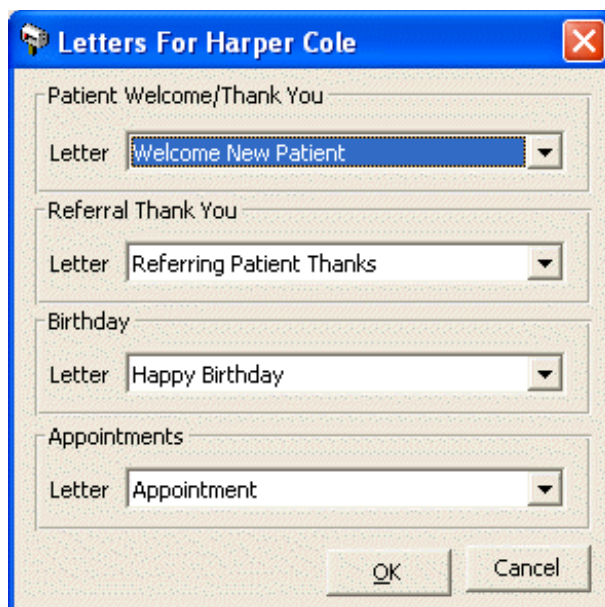 Letters For Harper Cole
Patient Welcome/Thank You
Letter Welcome New Patient
Referral Thank You
Letter Referring Patient Thanks
Birthday
Letter Happy Birthday
Appointments
Letter Appointment
OK Cancel